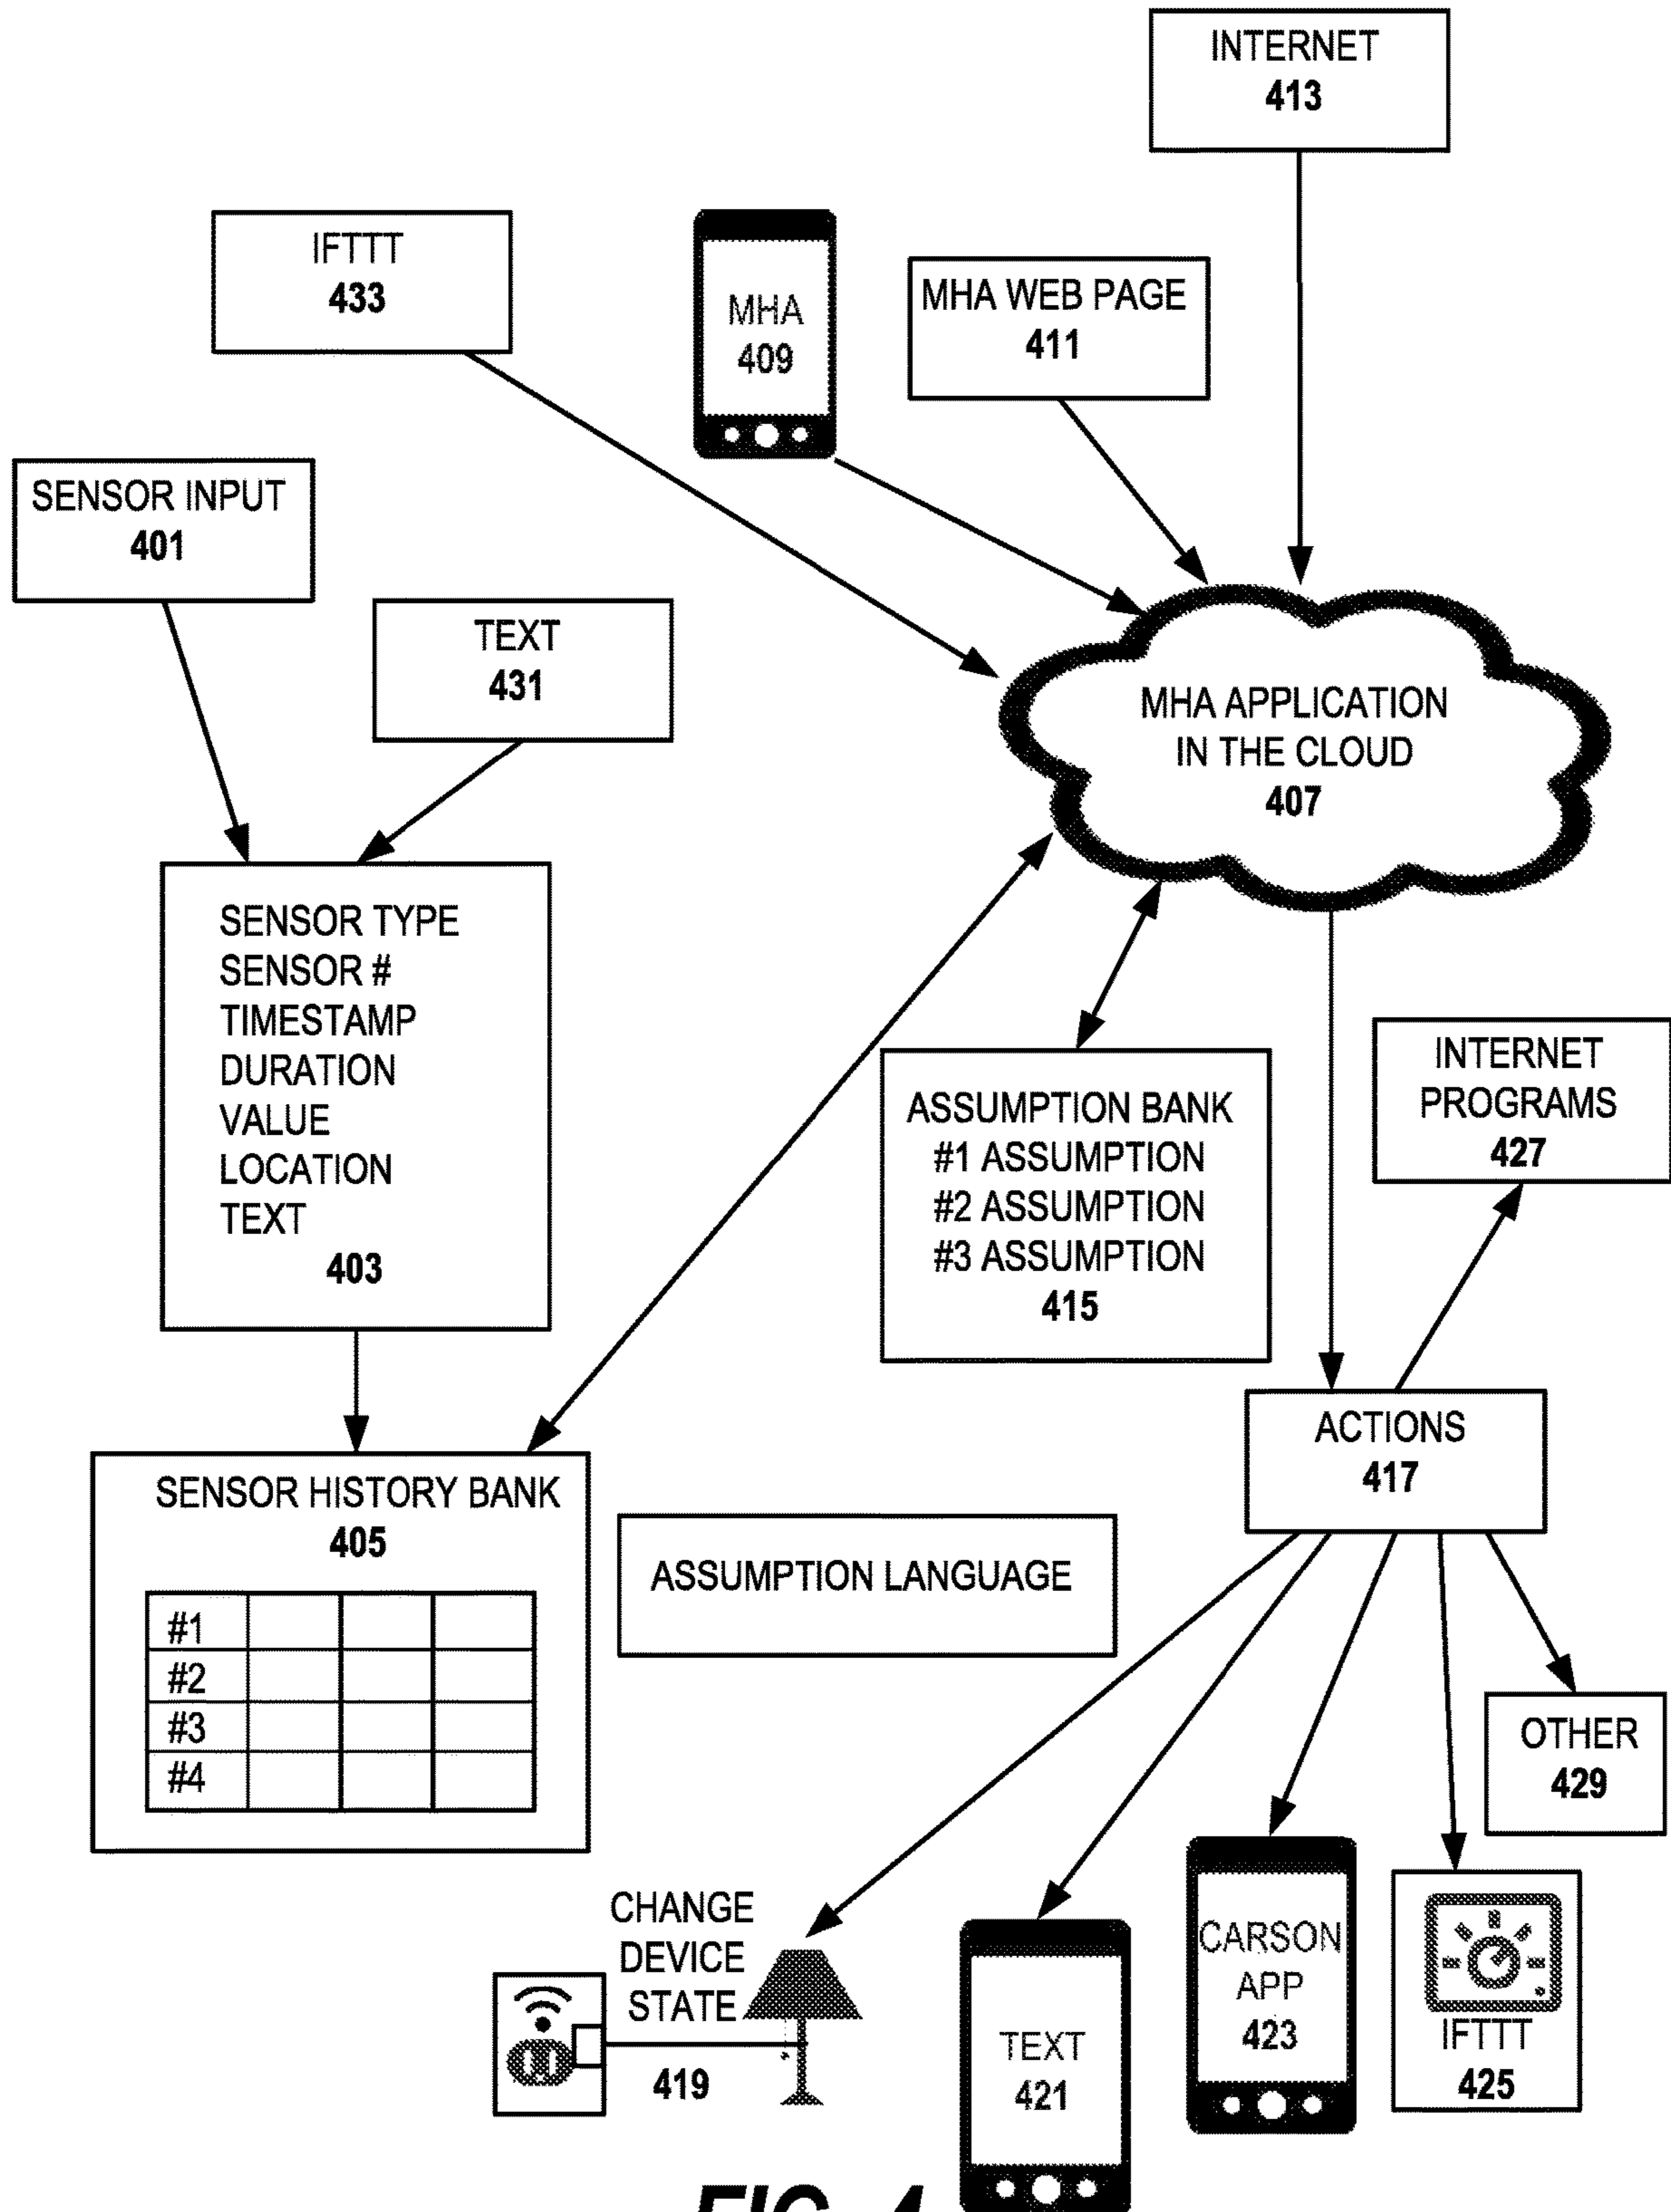 INTERNET
413
IFTTT
433
MHA
409
MHA WEB PAGE
411
SENSOR INPUT
401
TEXT
431
MHA APPLICATION
IN THE CLOUD
407
SENSOR TYPE
SENSOR #
TIMESTAMP
DURATION
VALUE
LOCATION
TEXT
403
ASSUMPTION BANK
#1 ASSUMPTION
#2 ASSUMPTION
#3 ASSUMPTION
415
INTERNET
PROGRAMS
427
ACTIONS
417
SENSOR HISTORY BANK
405
#1
#2
#3
#4
ASSUMPTION LANGUAGE
OTHER
429
CHANGE
DEVICE
STATE
419
TEXT
421
CARSON
APP
423
IFTTT
425
FIG. 4